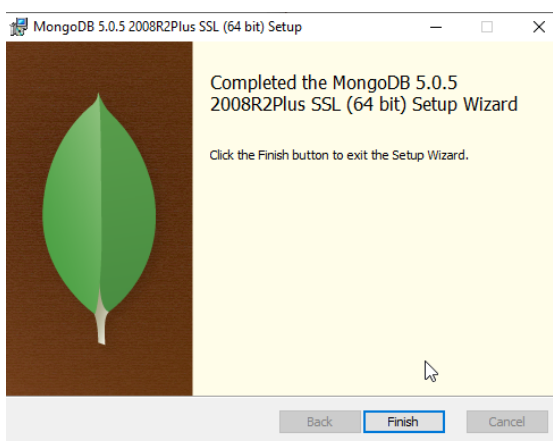 MongoDB 5.0.5 2008R2Plus SSL (64 bit) Setup
Completed the MongoDB 5.0.5
2008R2Plus SSL (64 bit) Setup Wizard
Click the Finish button to exit the Setup Wizard.
Back Finish Cancel